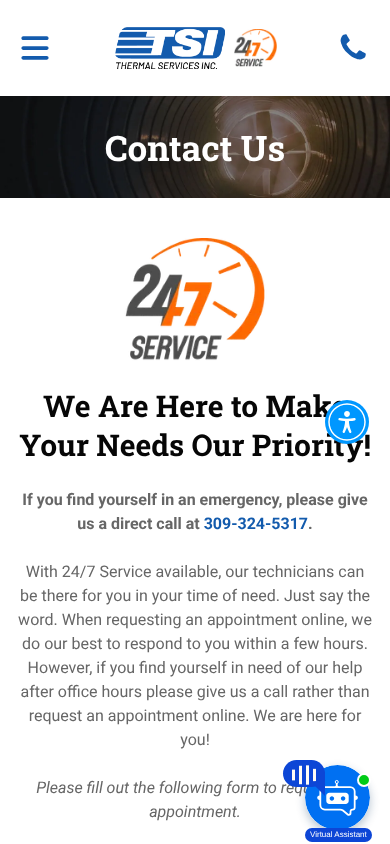 TSI
THERMAL SERVICES INC.
24/7
SERVICE
Contact Us
24/7
SERVICE
We Are Here to Make
Your Needs Our Priority!
If you find yourself in an emergency, please give
us a direct call at 309-324-5317.
With 24/7 Service available, our technicians can
be there for you in your time of need. Just say the
word. When requesting an appointment online, we
do our best to respond to you within a few hours.
However, if you find yourself in need of our help
after office hours please give us a call rather than
request an appointment online. We are here for
you!
Please fill out the following form to
appointment.
Virtual Assistant